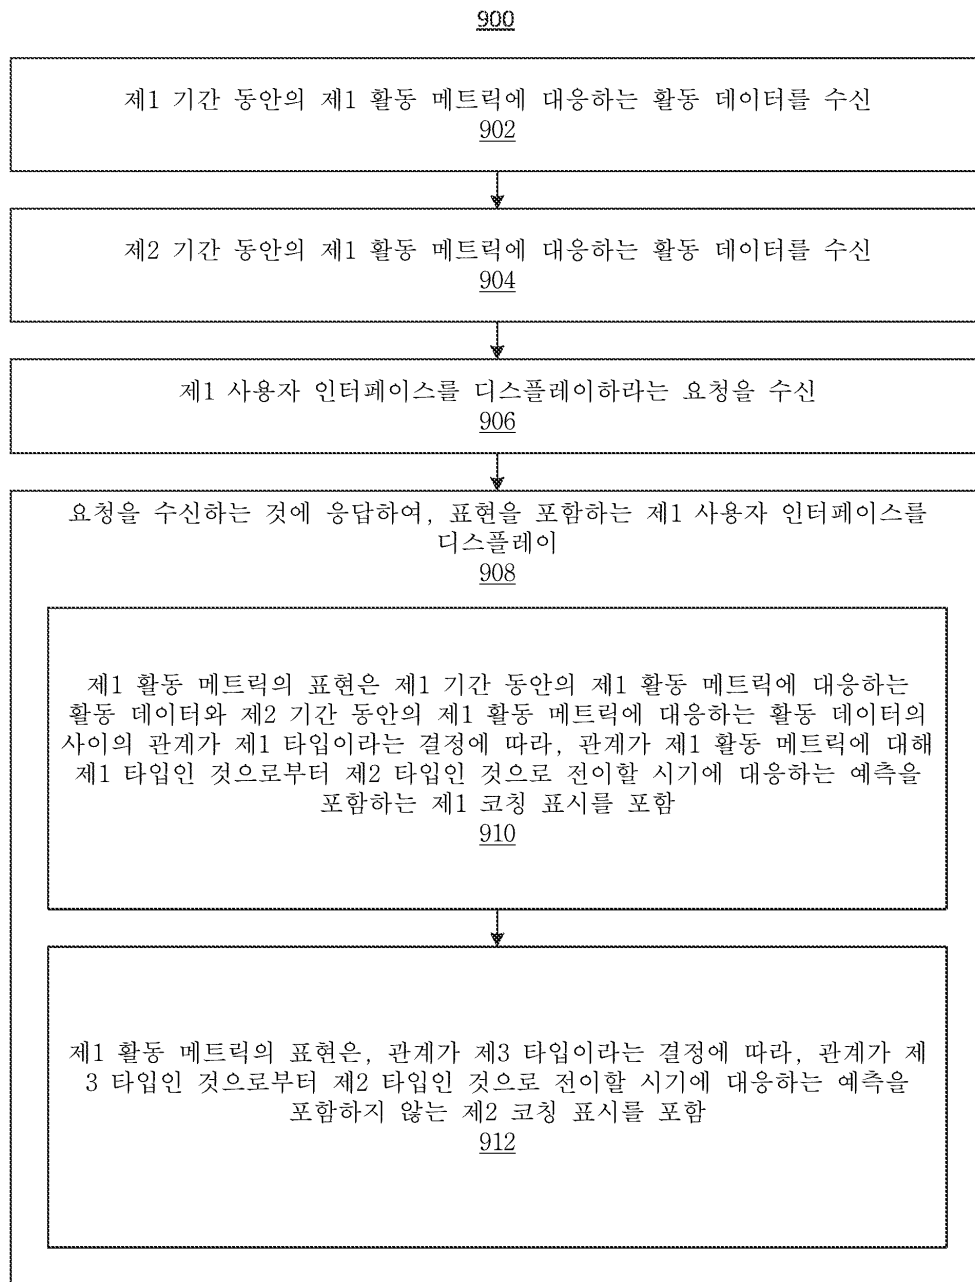 900
제1 기간 동안의 제1 활동 메트릭에 대응하는 활동 데이터를 수신
902
제2 기간 동안의 제1 활동 메트릭에 대응하는 활동 데이터를 수신
904
제1 사용자 인터페이스를 디스플레이하라는 요청을 수신
906
요청을 수신하는 것에 응답하여, 표현을 포함하는 제1 사용자 인터페이스를
디스플레이
908
제1 활동 메트릭의 표현은 제1 기간 동안의 제1 활동 메트릭에 대응하는
활동 데이터와 제2 기간 동안의 제1 활동 메트릭에 대응하는 활동 데이터의
사이의 관계가 제1 타입이라는 결정에 따라, 관계가 제1 활동 메트릭에 대해
제1 타입인 것으로부터 제2 타입인 것으로 전이할 시기에 대응하는 예측을
포함하는 제1 코칭 표시를 포함
910
제1 활동 메트릭의 표현은, 관계가 제3 타입이라는 결정에 따라, 관계가 제
3 타입인 것으로부터 제2 타입인 것으로 전이할 시기에 대응하는 예측을
포함하지 않는 제2 코칭 표시를 포함
912